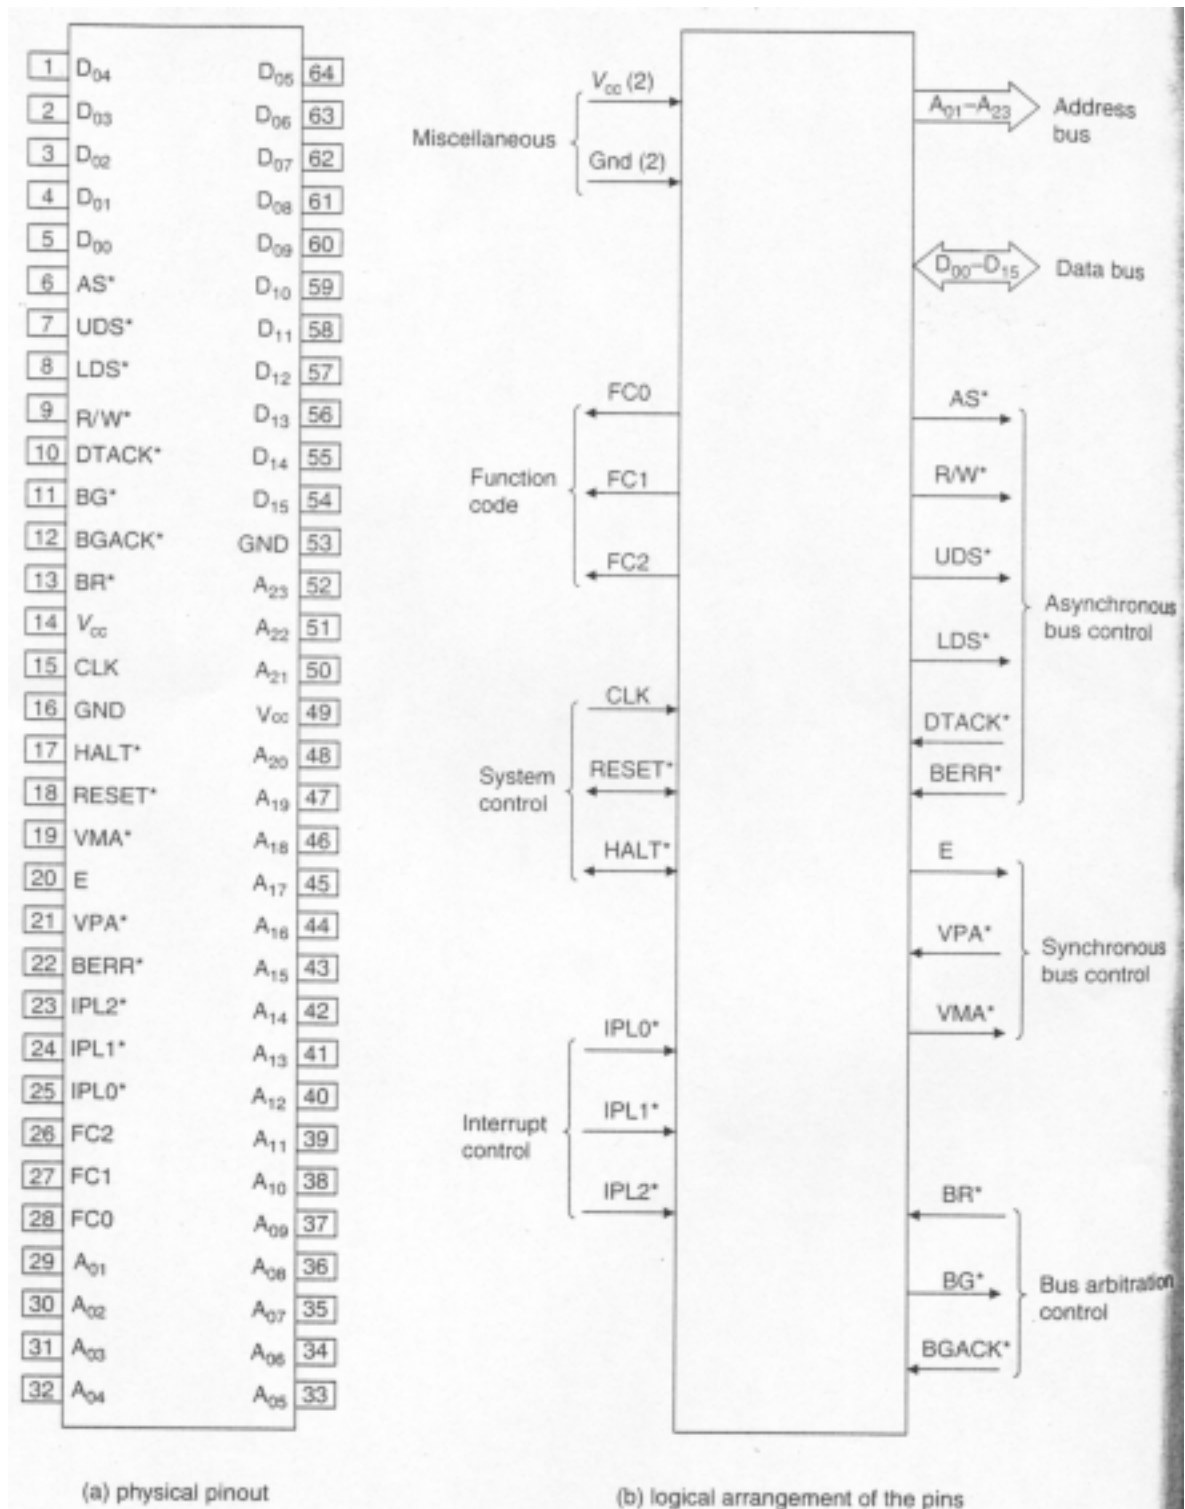 1 D04
2 D03
3 D02
4 D01
5 D00
6 AS*
7 UDS*
8 LDS*
9 R/W*
10 DTACK*
11 BG*
12 BGACK*
13 BR*
14 Vcc
15 CLK
16 GND
17 HALT*
18 RESET*
19 VMA*
20 E
21 VPA*
22 BERR*
23 IPL2*
24 IPL1*
25 IPL0*
26 FC2
27 FC1
28 FC0
29 A01
30 A02
31 A03
32 A04
D05 64
D06 63
D07 62
D08 61
D09 60
D10 59
D11 58
D12 57
D13 56
D14 55
D15 54
GND 53
A23 52
A22 51
A21 50
Vcc 49
A20 48
A19 47
A18 46
A17 45
A16 44
A15 43
A14 42
A13 41
A12 40
A11 39
A10 38
A09 37
A08 36
A07 35
A06 34
A05 33
(a) physical pinout
Miscellaneous
Vcc (2)
Gnd (2)
Function
code
FC0
FC1
FC2
System
control
CLK
RESET*
HALT*
Interrupt
control
IPL0*
IPL1*
IPL2*
A01–A23
Address
bus
D00–D15
Data bus
AS*
R/W*
UDS*
LDS*
DTACK*
BERR*
Asynchronous
bus control
E
VPA*
VMA*
Synchronous
bus control
BR*
BG*
BGACK*
Bus arbitration
control
(b) logical arrangement of the pins